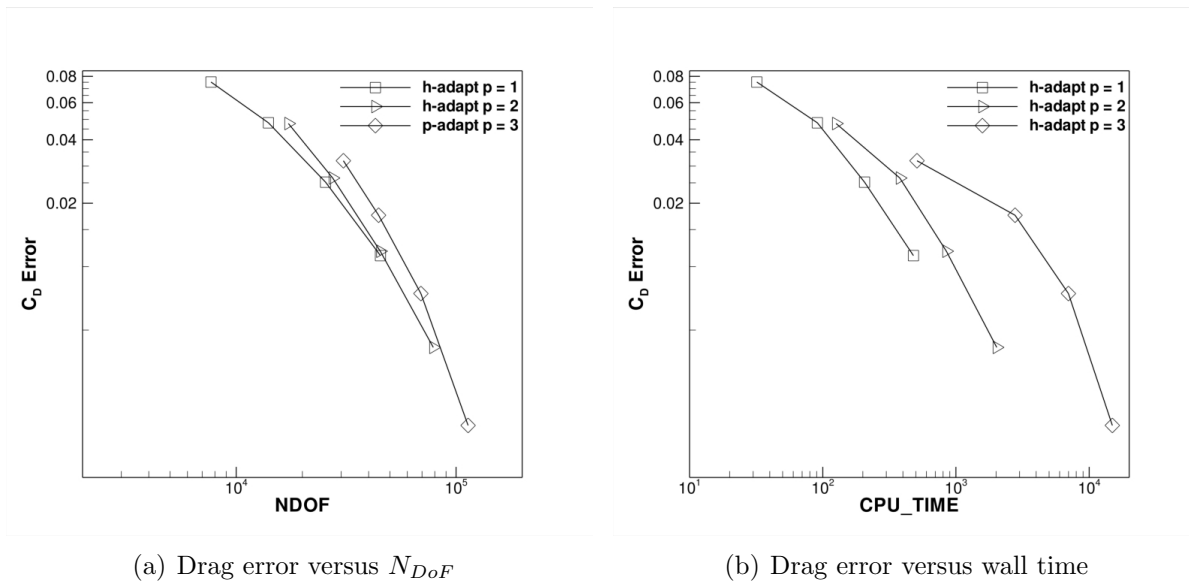 0.08
0.06
0.04
0.02
C_D Error
h-adapt p = 1
h-adapt p = 2
p-adapt p = 3
10^4
10^5
NDOF
(a) Drag error versus N_{DoF}
0.08
0.06
0.04
0.02
C_D Error
h-adapt p = 1
h-adapt p = 2
h-adapt p = 3
10^1
10^2
10^3
10^4
CPU_TIME
(b) Drag error versus wall time